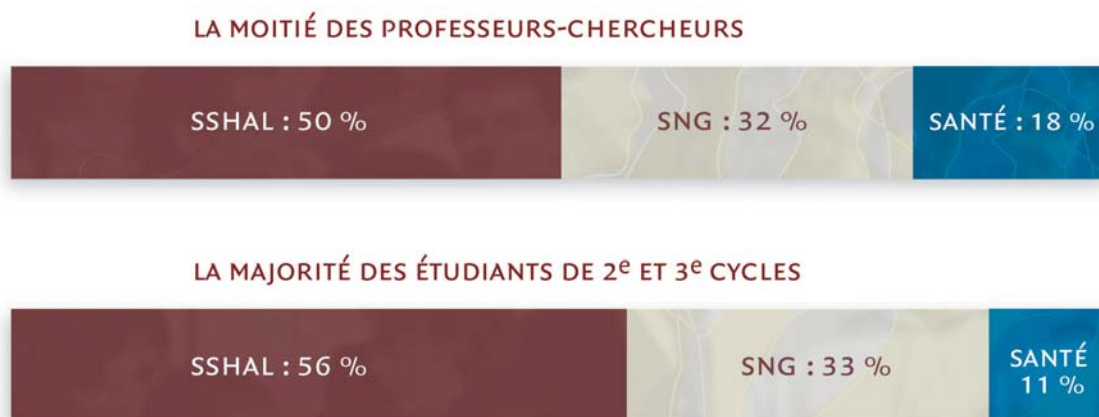 LA MOITIÉ DES PROFESSEURS-CHERCHEURS
SSHAL : 50 %
SNG : 32 %
SANTÉ : 18 %
LA MAJORITÉ DES ÉTUDIANTS DE 2e ET 3e CYCLES
SSHAL : 56 %
SNG : 33 %
SANTÉ
11 %